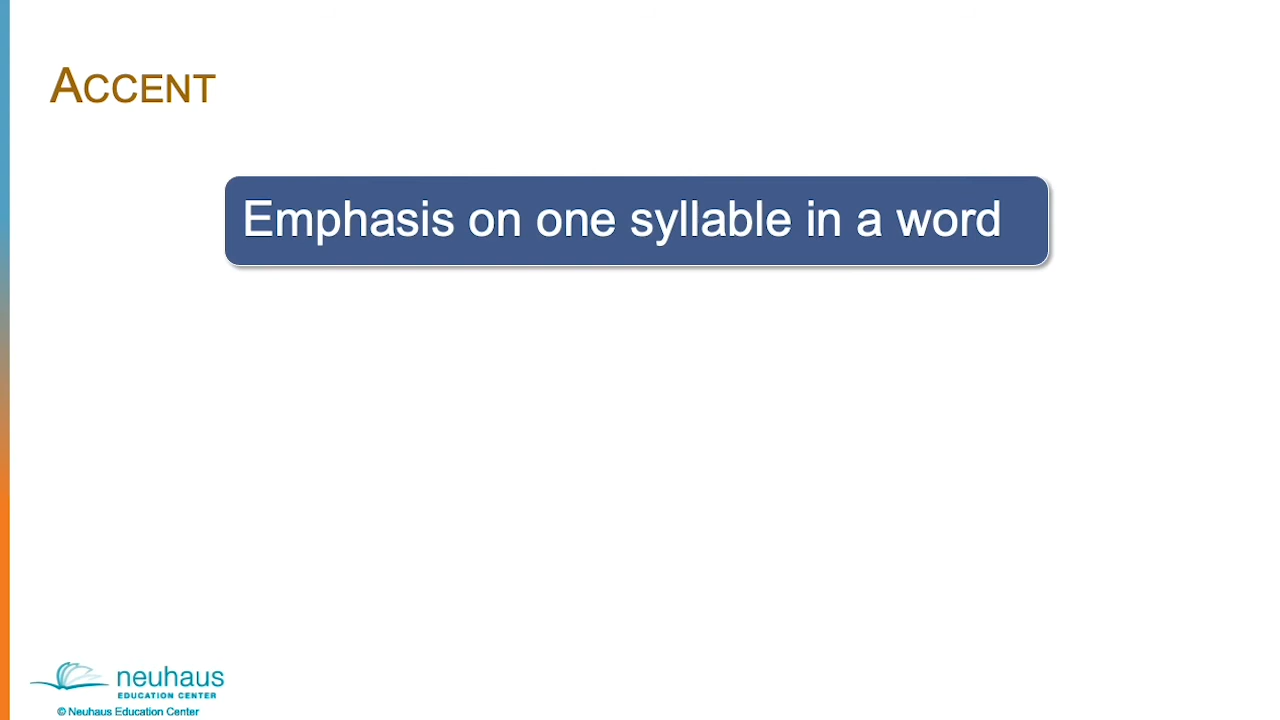 ACCENT
Emphasis on one syllable in a word
neuhaus
EDUCATION CENTER
© Neuhaus Education Center